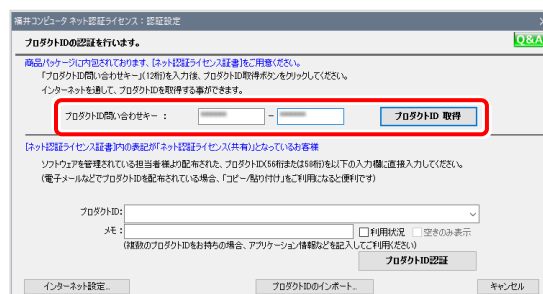 福井コンピュータ ネット認証ライセンス：認証設定
プロダクトIDの認証を行います。
Q&A
商品パッケージに内包されております、[ネット認証ライセンス証書]をご用意ください。
「プロダクトID問い合わせキー」(12桁)を入力後、プロダクトID取得ボタンをクリックしてください。
インターネットを通して、プロダクトIDを取得する事ができます。
プロダクトID問い合わせキー ： － プロダクトID 取得
[ネット認証ライセンス証書]内の表記が「ネット認証ライセンス(共有)」となっているお客様
ソフトウェアを管理されている担当者様より配布された、プロダクトID(56桁または58桁)を以下の入力欄に直接入力してください。
(電子メールなどでプロダクトIDを配布されている場合、「コピー/貼り付け」をご利用になると便利です)
プロダクトID:
メモ： 利用状況 空きのみ表示
(複数のプロダクトIDをお持ちの場合、アプリケーション情報などを記入してご利用ください)
プロダクトID認証
インターネット設定... プロダクトIDのインポート... キャンセル